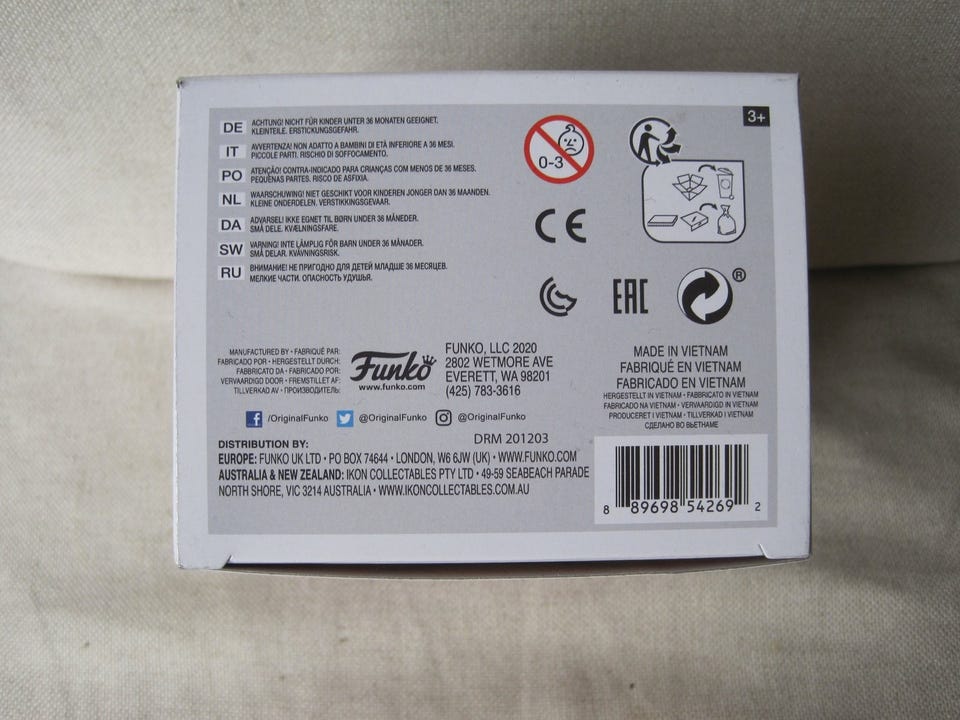 DE ACHTUNG! NICHT FÜR KINDER UNTER 36 MONATEN GEEIGNET.
KLEINTEILE. ERSTICKUNGSGEFAHR.
IT AVVERTENZA! NON ADATTO A BAMBINI DI ETÀ INFERIORE A 36 MESI.
PICCOLE PARTI. RISCHIO DI SOFFOCAMENTO.
PO ATENÇÃO! CONTRA-INDICADO PARA CRIANÇAS COM MENOS DE 36 MESES.
PEQUENAS PARTES. RISCO DE ASFIXIA.
NL WAARSCHUWING! NIET GESCHIKT VOOR KINDEREN JONGER DAN 36 MAANDEN.
KLEINE ONDERDELEN, VERSTIKKINGSGEVAAR.
DA ADVARSEL! IKKE EGNET TIL BØRN UNDER 36 MÅNEDER.
SMÅ DELE. KVÆLNINGSFARE.
SW VARNING! INTE LÄMPLIG FÖR BARN UNDER 36 MÅNADER.
SMÅ DELAR. KVÄVNINGSRISK.
RU ВНИМАНИЕ! НЕ ПРИГОДНО ДЛЯ ДЕТЕЙ МЛАДШЕ 36 МЕСЯЦЕВ.
МЕЛКИЕ ЧАСТИ. ОПАСНОСТЬ УДУШЬЯ.
0-3
3+
CE
EAC
®
MANUFACTURED BY • FABRIQUÉ PAR:
FABRICADO POR • HERGESTELLT DURCH:
FABBRICATO DA • FABRICADO POR:
VERVAARDIGD DOOR • FREMSTILLET AF:
TILLVERKAD AV • ПРОИЗВОДИТЕЛЬ:
Funko
www.funko.com
FUNKO, LLC 2020
2802 WETMORE AVE
EVERETT, WA 98201
(425) 783-3616
MADE IN VIETNAM
FABRIQUÉ EN VIETNAM
FABRICADO EN VIETNAM
HERGESTELLT IN VIETNAM • FABBRICATO IN VIETNAM
FABRICADO NA VIETNAM • VERVAARDIGD IN VIETNAM
PRODUCERET I VIETNAM • TILLVERKAD I VIETNAM
СДЕЛАНО ВО ВЬЕТНАМЕ
f /OriginalFunko @OriginalFunko @OriginalFunko
DRM 201203
DISTRIBUTION BY:
EUROPE: FUNKO UK LTD • PO BOX 74644 • LONDON, W6 6JW (UK) • WWW.FUNKO.COM
AUSTRALIA & NEW ZEALAND: IKON COLLECTABLES PTY LTD • 49-59 SEABEACH PARADE
NORTH SHORE, VIC 3214 AUSTRALIA • WWW.IKONCOLLECTABLES.COM.AU
8 89698 54269 2